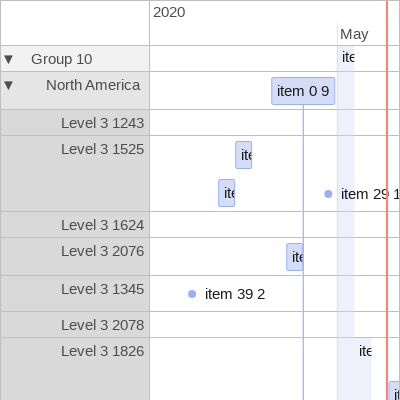 2020
May
▼ Group 10
ite
▼ North America
item 0 9
Level 3 1243
Level 3 1525
ite
ite
item 29 1
Level 3 1624
Level 3 2076
ite
Level 3 1345
item 39 2
Level 3 2078
Level 3 1826
ite